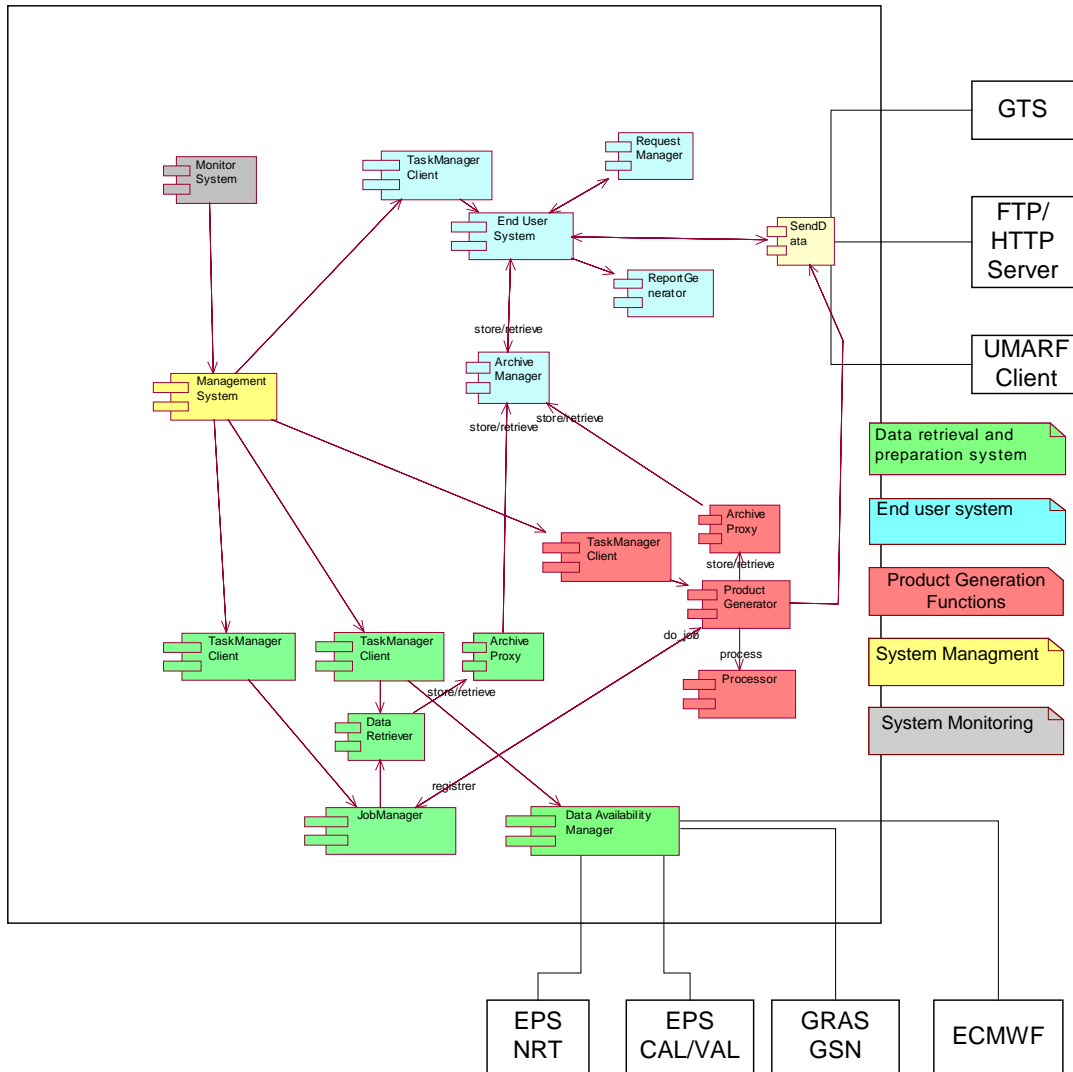 GTS
Request
Manager
TaskManager
Client
Monitor
System
FTP/
HTTP
Server
End User
System
SendD
ata
ReportGe
nerator
store/retrieve
UMARF
Client
Archive
Manager
Management
System
store/retrieve
store/retrieve
Data retrieval and
preparation system
End user system
Archive
Proxy
TaskManager
Client
store/retrieve
Product Generation
Functions
Product
Generator
do_job
TaskManager
Client
TaskManager
Client
Archive
Proxy
process
System Managment
Processor
store/retrieve
Data
Retriever
System Monitoring
registrer
JobManager
Data Availability
Manager
EPS
NRT
EPS
CAL/VAL
GRAS
GSN
ECMWF